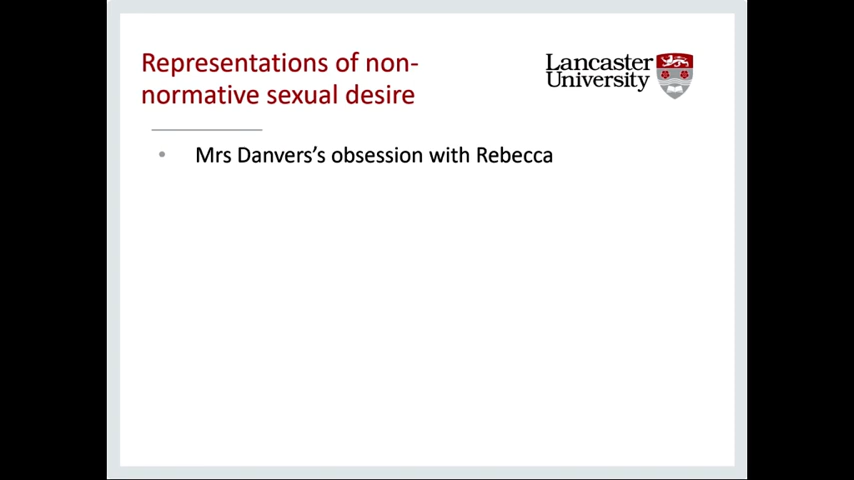 Representations of non-
normative sexual desire
Lancaster
University
• Mrs Danvers’s obsession with Rebecca